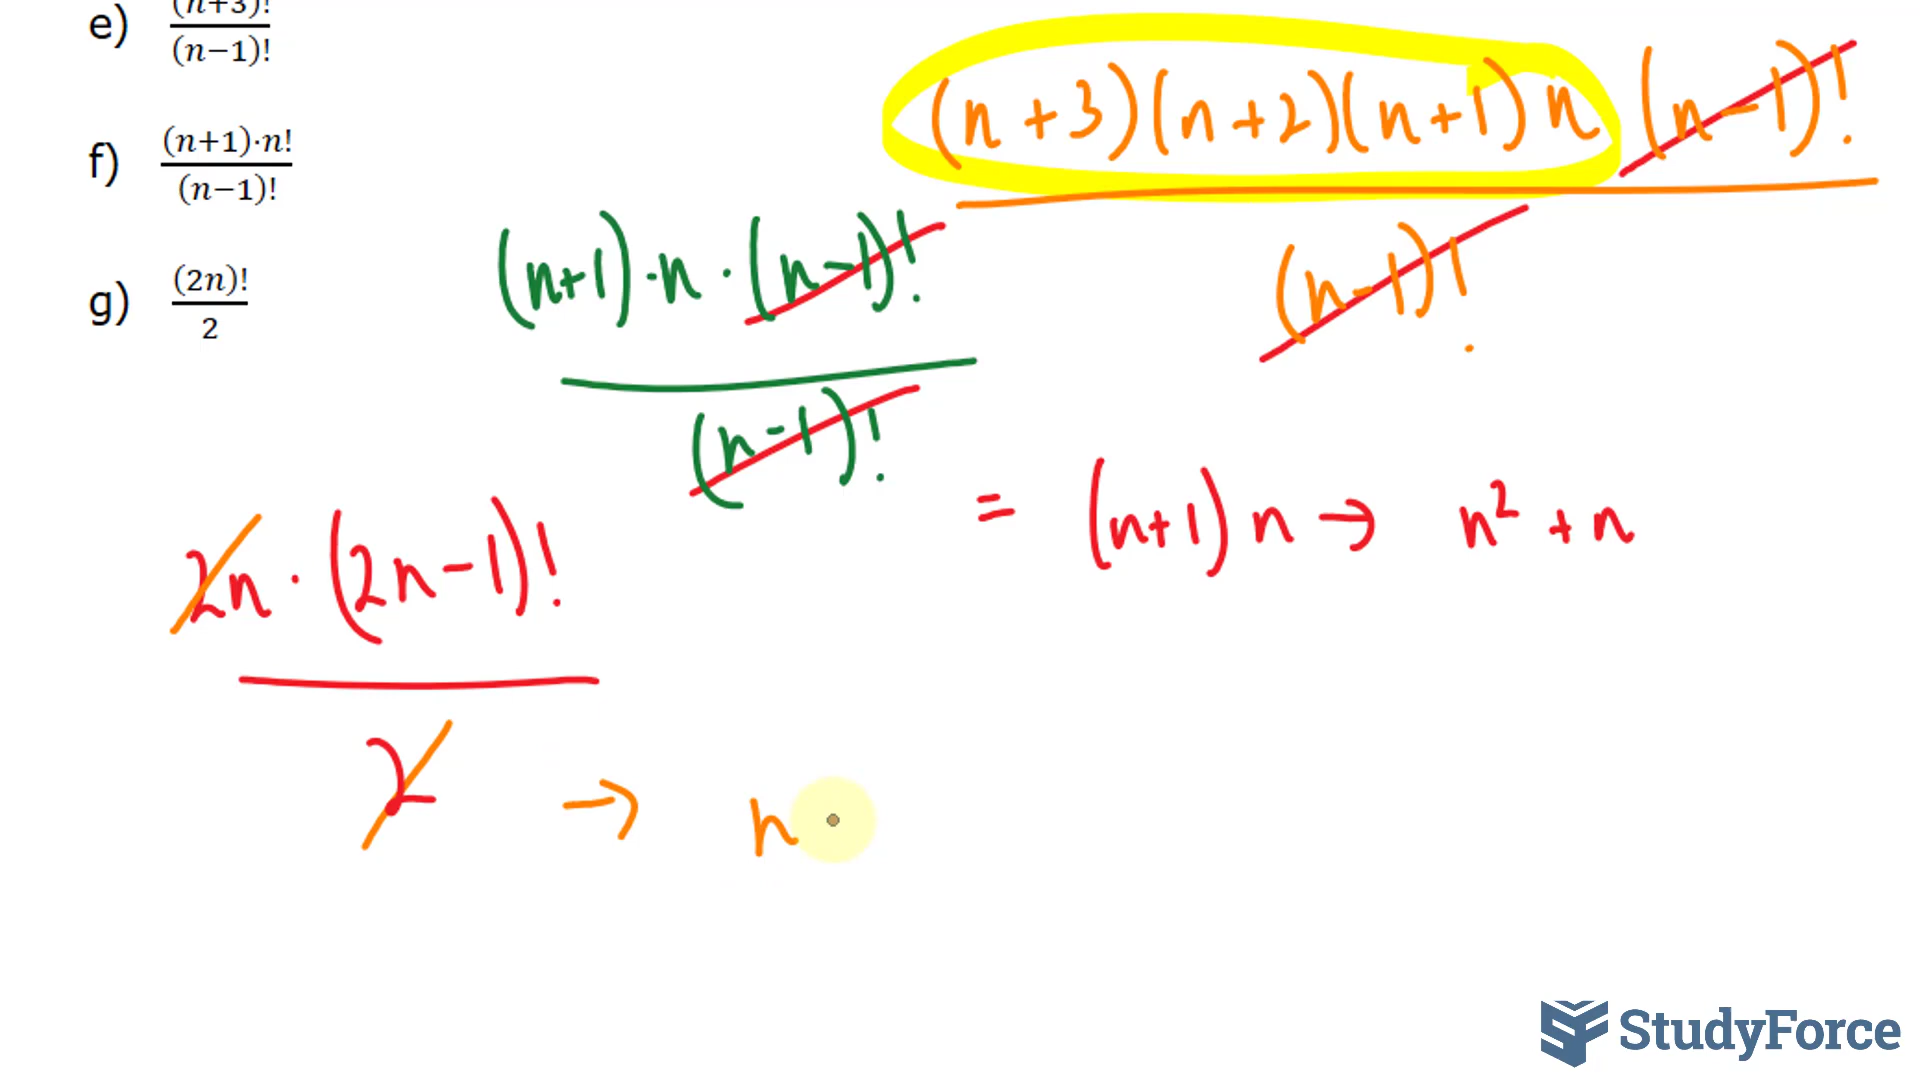 e) (n+3)!/(n−1)!
f) (n+1)·n!/(n−1)!
g) (2n)!/2
(n+3)(n+2)(n+1)n(n-1)!
(n-1)!
(n+1)·n·(n-1)!
(n-1)!
= (n+1)n → n² + n
2n·(2n-1)!
2
→ n
StudyForce